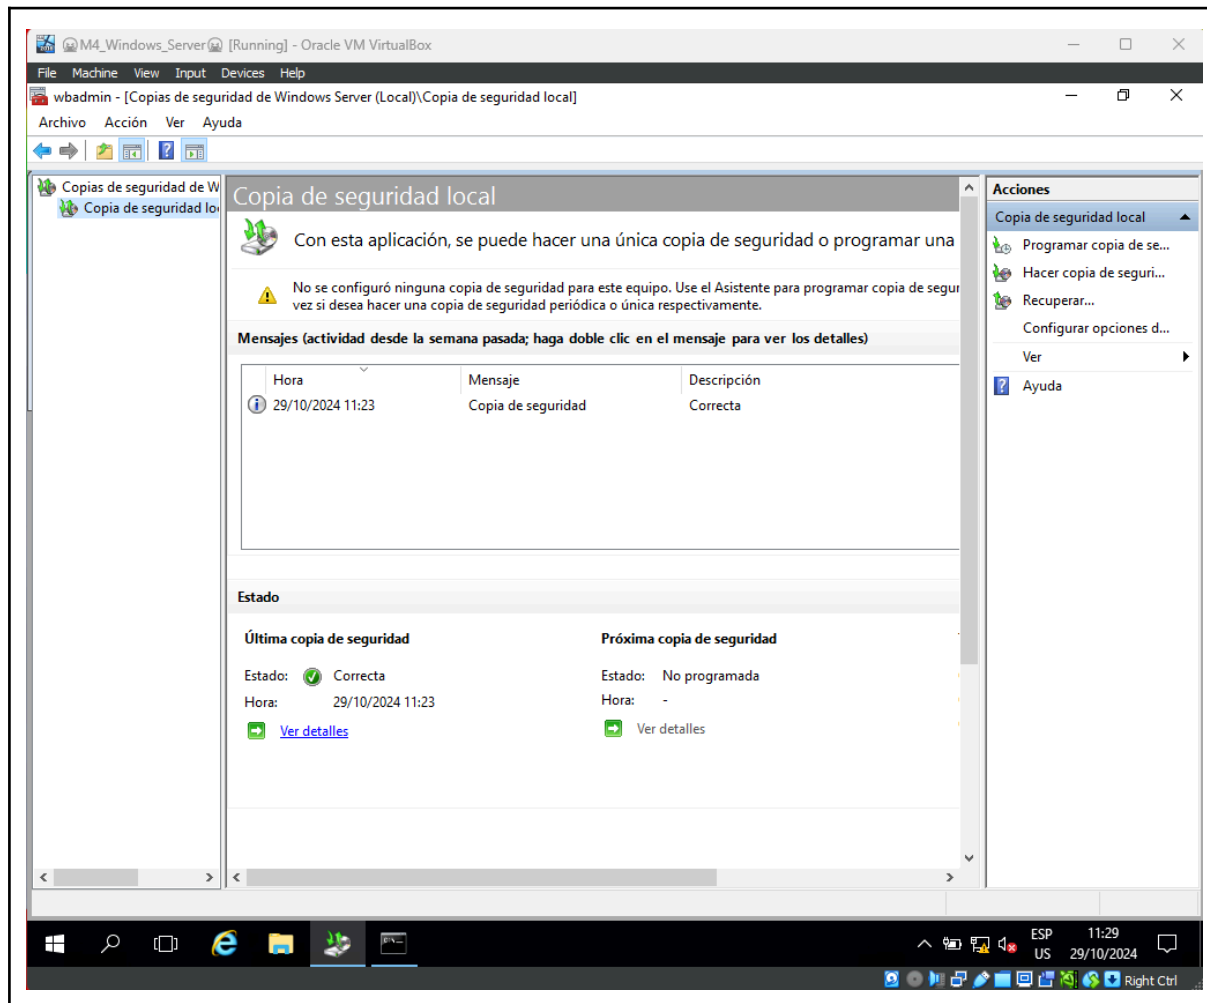 M4_Windows_Server [Running] - Oracle VM VirtualBox
File Machine View Input Devices Help
wbadmin - [Copias de seguridad de Windows Server (Local)\Copia de seguridad local]
Archivo Acción Ver Ayuda
Copias de seguridad de W
Copia de seguridad lo
Copia de seguridad local
Con esta aplicación, se puede hacer una única copia de seguridad o programar una
No se configuró ninguna copia de seguridad para este equipo. Use el Asistente para programar copia de segur
vez si desea hacer una copia de seguridad periódica o única respectivamente.
Mensajes (actividad desde la semana pasada; haga doble clic en el mensaje para ver los detalles)
Hora Mensaje Descripción
29/10/2024 11:23 Copia de seguridad Correcta
Estado
Última copia de seguridad
Estado: Correcta
Hora: 29/10/2024 11:23
Ver detalles
Próxima copia de seguridad
Estado: No programada
Hora: -
Ver detalles
Acciones
Copia de seguridad local
Programar copia de se...
Hacer copia de seguri...
Recuperar...
Configurar opciones d...
Ver
Ayuda
ESP
US
11:29
29/10/2024
Right Ctrl